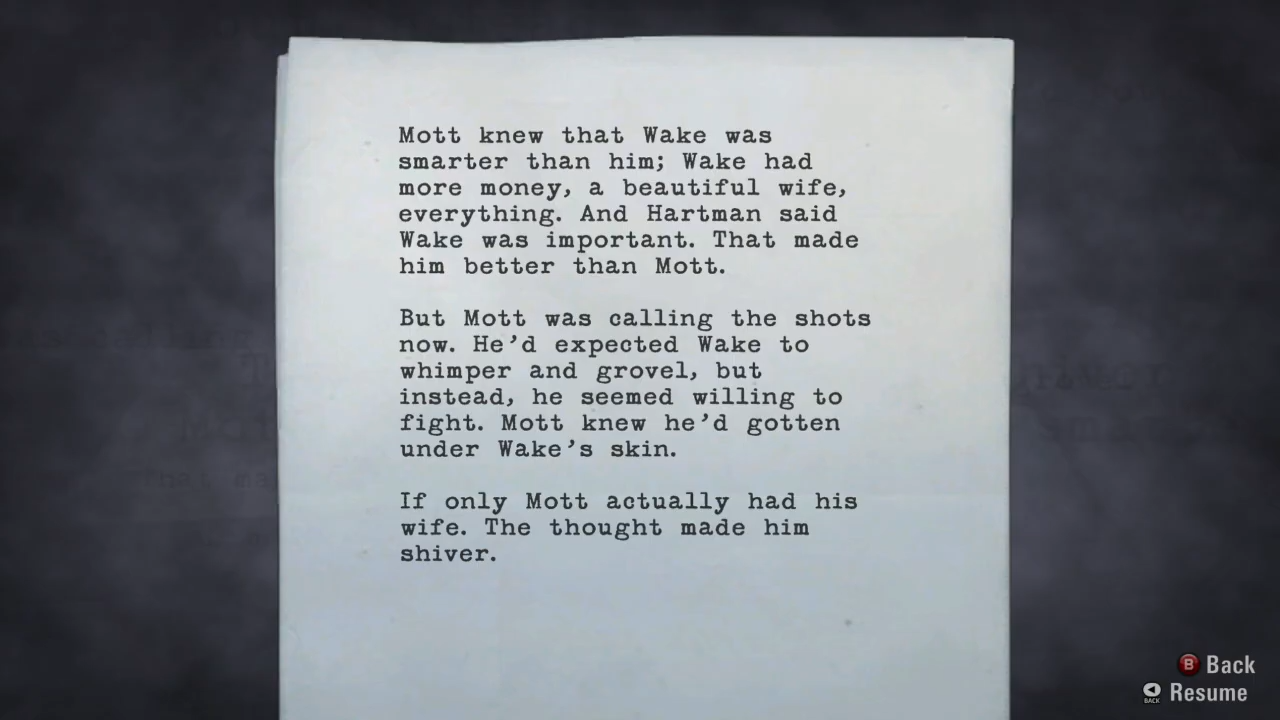 Mott knew that Wake was
smarter than him; Wake had
more money, a beautiful wife,
everything. And Hartman said
Wake was important. That made
him better than Mott.
But Mott was calling the shots
now. He’d expected Wake to
whimper and grovel, but
instead, he seemed willing to
fight. Mott knew he’d gotten
under Wake’s skin.
If only Mott actually had his
wife. The thought made him
shiver.
B Back
BACK Resume